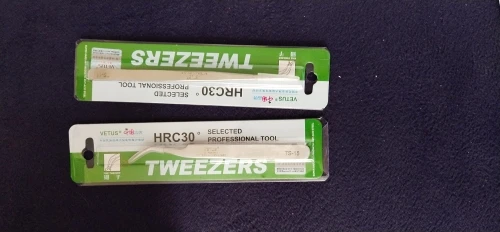 TWEEZERS
HRC30°
SELECTED
PROFESSIONAL TOOL
VETUS®
VETUS®
HRC30°
SELECTED
PROFESSIONAL TOOL
TWEEZERS
TS-15